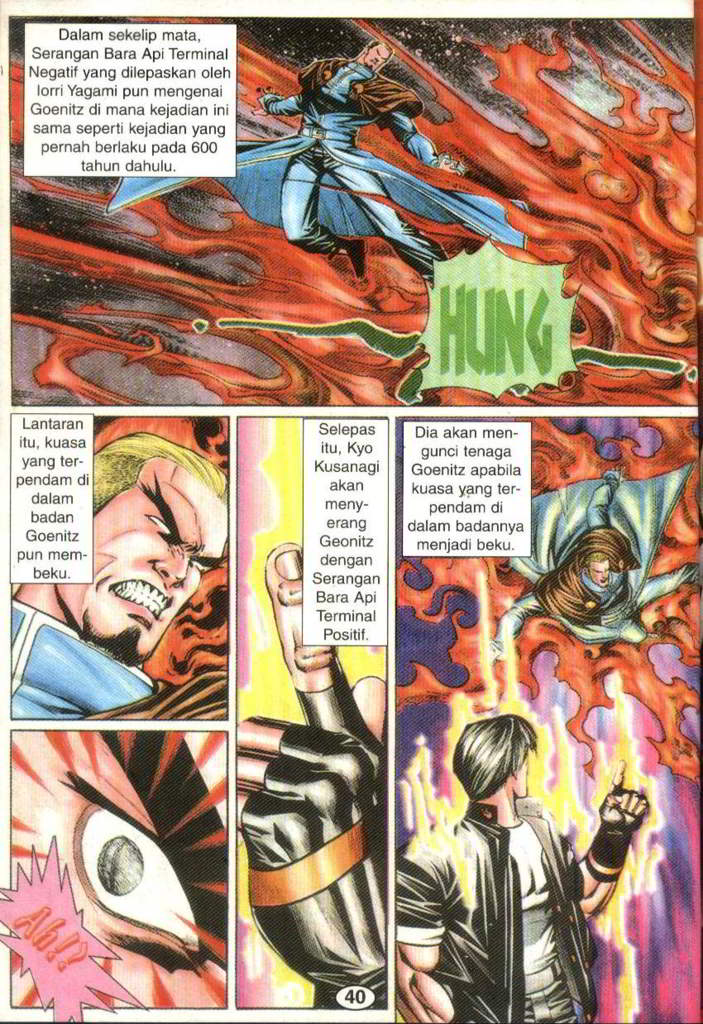 Dalam sekelip mata,
Serangan Bara Api Terminal
Negatif yang dilepaskan oleh
Iorri Yagami pun mengenai
Goenitz di mana kejadian ini
sama seperti kejadian yang
pernah berlaku pada 600
tahun dahulu.
HUNG
Lantaran
itu, kuasa
yang ter-
pendam di
dalam
badan
Goenitz
pun mem-
beku.
Selepas
itu, Kyo
Kusanagi
akan
meny-
erang
Geonitz
dengan
Serangan
Bara Api
Terminal
Positif.
Dia akan men-
gunci tenaga
Goenitz apabila
kuasa yang ter-
pendam di
dalam badannya
menjadi beku.
Ah!?
40